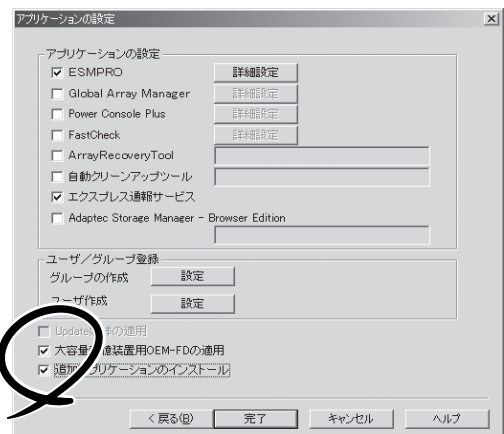 アプリケーションの設定
アプリケーションの設定
ESMPRO 詳細設定
Global Array Manager 詳細設定
Power Console Plus 詳細設定
FastCheck 詳細設定
ArrayRecoveryTool
自動クリーンアップツール
エクスプレス通報サービス
Adaptec Storage Manager - Browser Edition
ユーザ/グループ登録
グループの作成 設定
ユーザ作成 設定
Update の適用
大容量 憶装置用OEM-FDの適用
追加 プリケーションのインストール
< 戻る(B) 完了 キャンセル ヘルプ